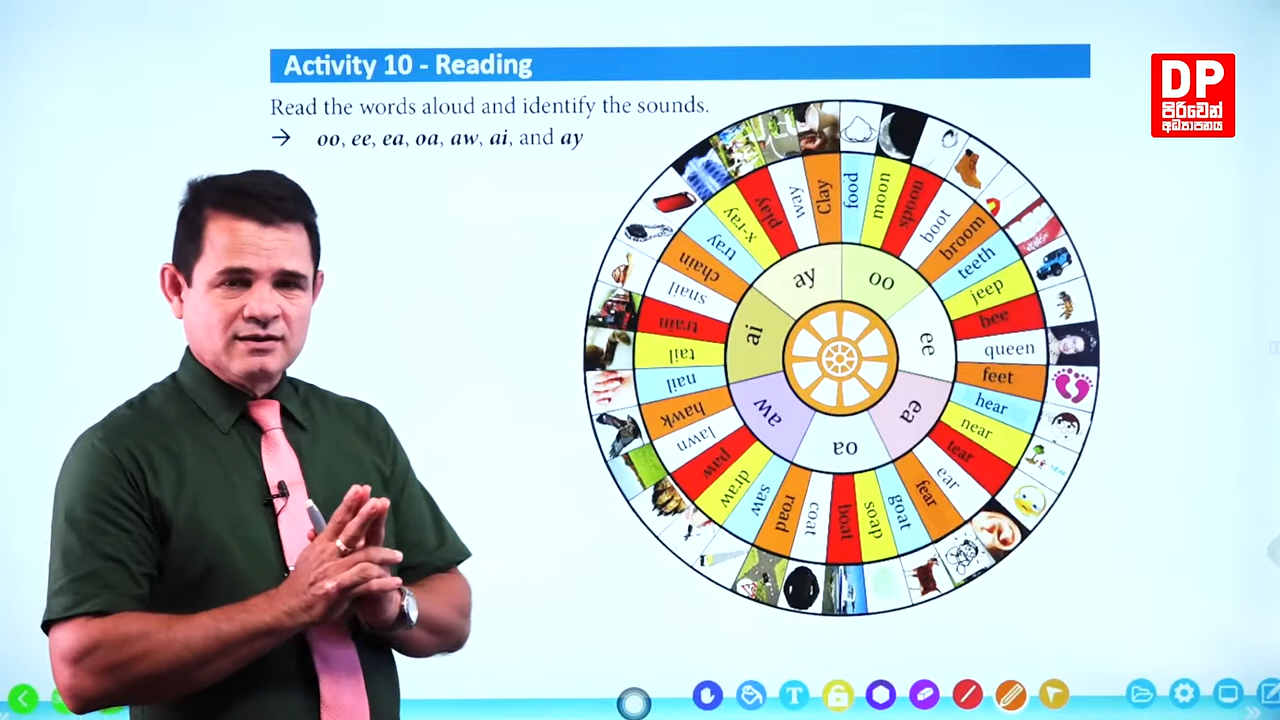 Activity 10 - Reading
Read the words aloud and identify the sounds.
→ oo, ee, ea, oa, aw, ai, and ay
DP
පිරිවෙන්
අධ්‍යාපනය
food
moon
spoon
boot
broom
teeth
jeep
bee
queen
feet
hear
near
tear
ear
fear
goat
soap
boat
coat
road
saw
draw
paw
lawn
hawk
nail
tail
train
snail
chain
tray
x-ray
play
way
Clay
oo
ee
ea
oa
aw
ai
ay